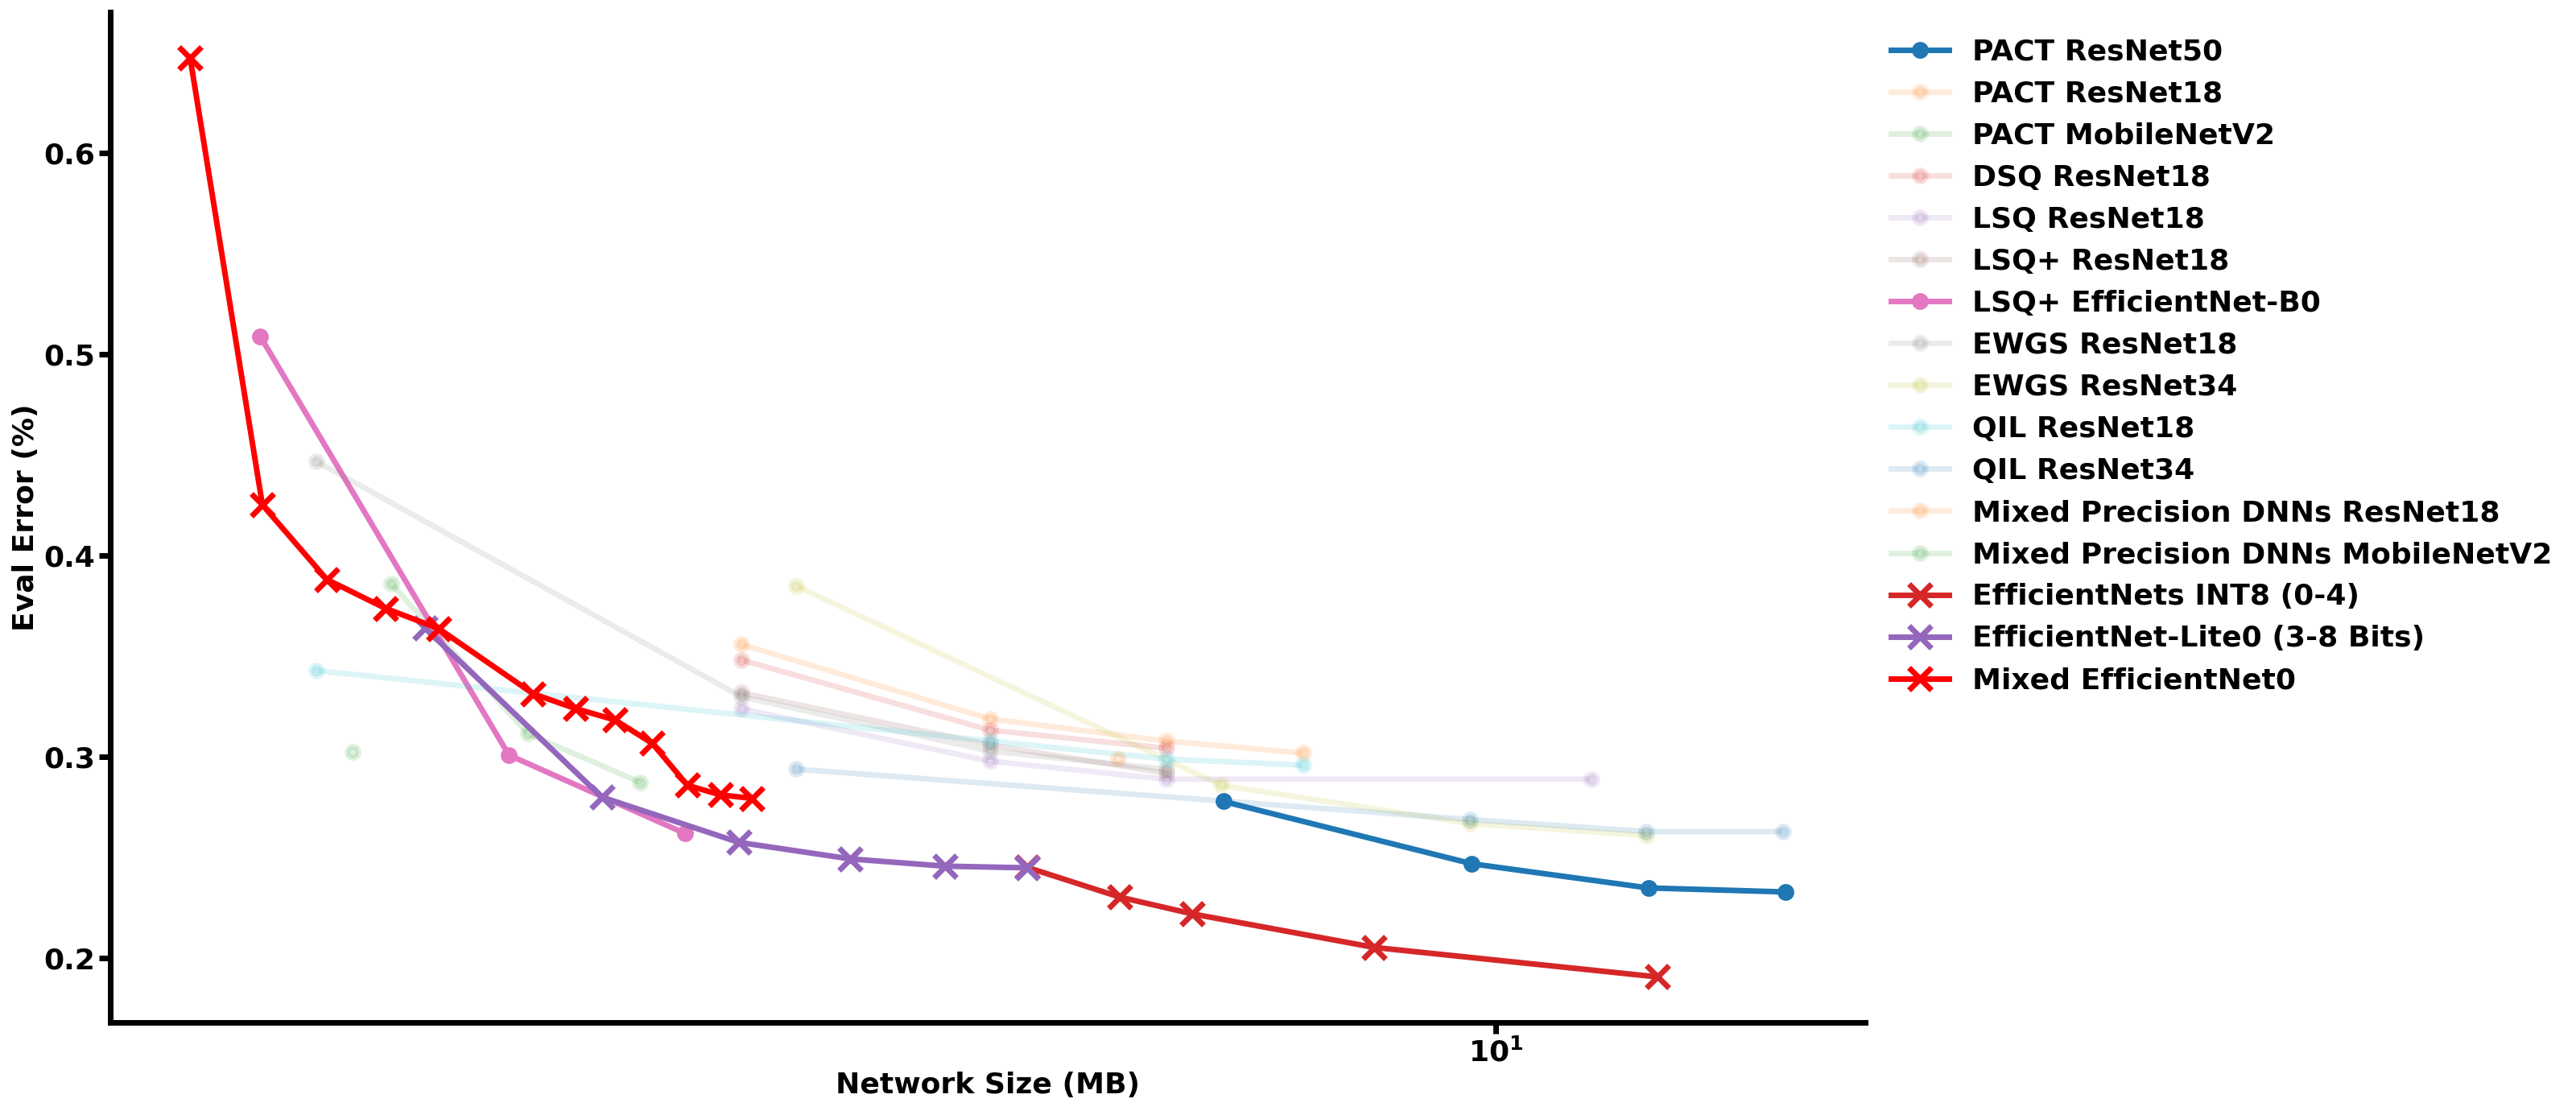 0.6
0.5
0.4
0.3
0.2
Eval Error (%)
10¹
Network Size (MB)
PACT ResNet50
PACT ResNet18
PACT MobileNetV2
DSQ ResNet18
LSQ ResNet18
LSQ+ ResNet18
LSQ+ EfficientNet-B0
EWGS ResNet18
EWGS ResNet34
QIL ResNet18
QIL ResNet34
Mixed Precision DNNs ResNet18
Mixed Precision DNNs MobileNetV2
EfficientNets INT8 (0-4)
EfficientNet-Lite0 (3-8 Bits)
Mixed EfficientNet0